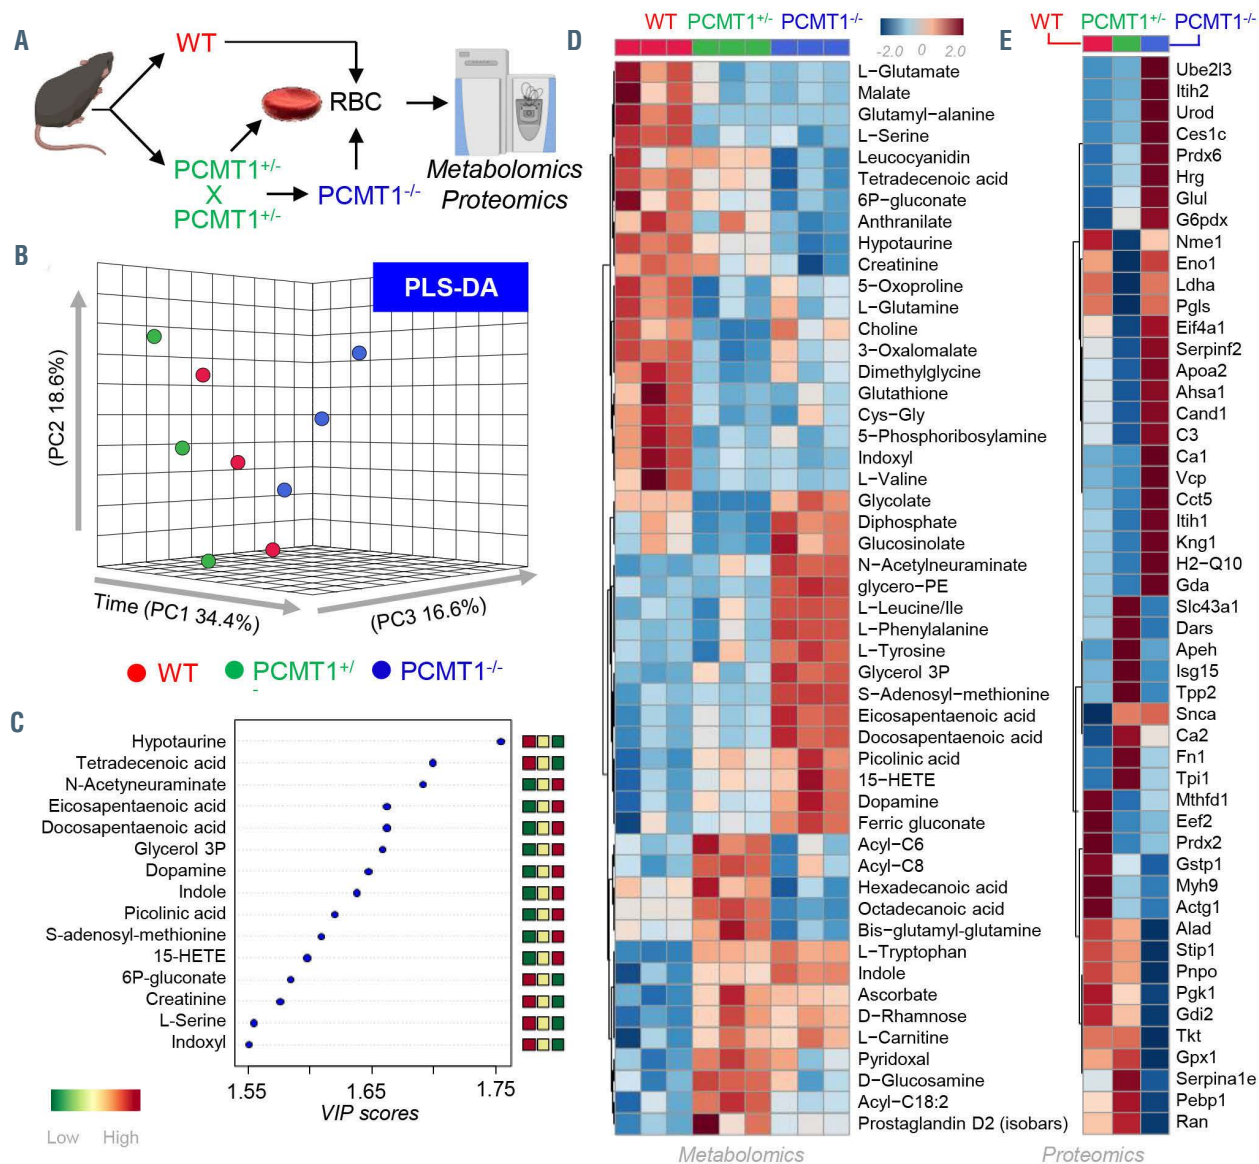 A
WT
RBC
PCMT1+/-
X
PCMT1+/-
PCMT1-/-
Metabolomics
Proteomics
B
PLS-DA
(PC2 18.6%)
Time (PC1 34.4%)
(PC3 16.6%)
WT
PCMT1+/
-
PCMT1-/-
C
Hypotaurine
Tetradecenoic acid
N-Acetyneuraminate
Eicosapentaenoic acid
Docosapentaenoic acid
Glycerol 3P
Dopamine
Indole
Picolinic acid
S-adenosyl-methionine
15-HETE
6P-gluconate
Creatinine
L-Serine
Indoxyl
1.55 1.65 1.75
VIP scores
Low High
D
WT PCMT1+/- PCMT1-/-
-2.0 0 2.0
L-Glutamate
Malate
Glutamyl-alanine
L-Serine
Leucocyanidin
Tetradecenoic acid
6P-gluconate
Anthranilate
Hypotaurine
Creatinine
5-Oxoproline
L-Glutamine
Choline
3-Oxalomalate
Dimethylglycine
Glutathione
Cys-Gly
5-Phosphoribosylamine
Indoxyl
L-Valine
Glycolate
Diphosphate
Glucosinolate
N-Acetylneuraminate
glycero-PE
L-Leucine/Ile
L-Phenylalanine
L-Tyrosine
Glycerol 3P
S-Adenosyl-methionine
Eicosapentaenoic acid
Docosapentaenoic acid
Picolinic acid
15-HETE
Dopamine
Ferric gluconate
Acyl-C6
Acyl-C8
Hexadecanoic acid
Octadecanoic acid
Bis-glutamyl-glutamine
L-Tryptophan
Indole
Ascorbate
D-Rhamnose
L-Carnitine
Pyridoxal
D-Glucosamine
Acyl-C18:2
Prostaglandin D2 (isobars)
Metabolomics
E
WT PCMT1+/- PCMT1-/-
Ube2l3
Itih2
Urod
Ces1c
Prdx6
Hrg
Glul
G6pdx
Nme1
Eno1
Ldha
Pgls
Eif4a1
Serpinf2
Apoa2
Ahsa1
Cand1
C3
Ca1
Vcp
Cct5
Itih1
Kng1
H2-Q10
Gda
Slc43a1
Dars
Apeh
Isg15
Tpp2
Snca
Ca2
Fn1
Tpi1
Mthfd1
Eef2
Prdx2
Gstp1
Myh9
Actg1
Alad
Stip1
Pnpo
Pgk1
Gdi2
Tkt
Gpx1
Serpina1e
Pebp1
Ran
Proteomics